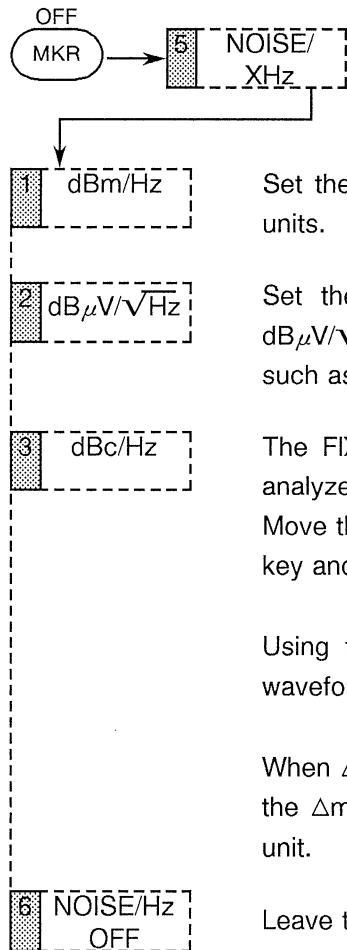 OFF
MKR
5 NOISE/
XHz
1 dBm/Hz
Set the
units.
2 dBμV/√Hz
Set the
dBμV/√
such as
3 dBc/Hz
The FIX
analyze
Move th
key and
Using
wavefo
When △
the △m
unit.
6 NOISE/Hz
OFF
Leave t